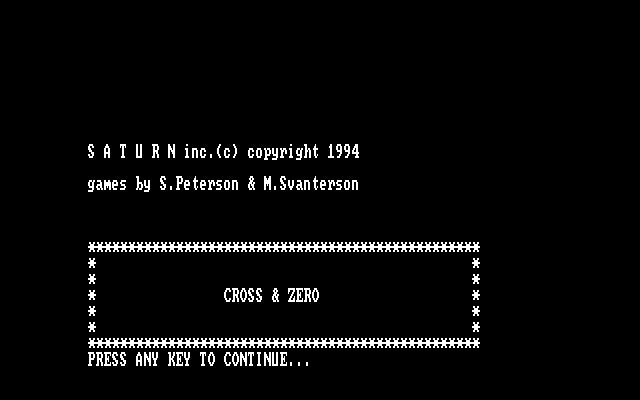 S A T U R N inc.(c) copyright 1994
games by S.Peterson & M.Svanterson
*************************************************
* *
* *
* CROSS & ZERO *
* *
* *
*************************************************
PRESS ANY KEY TO CONTINUE...